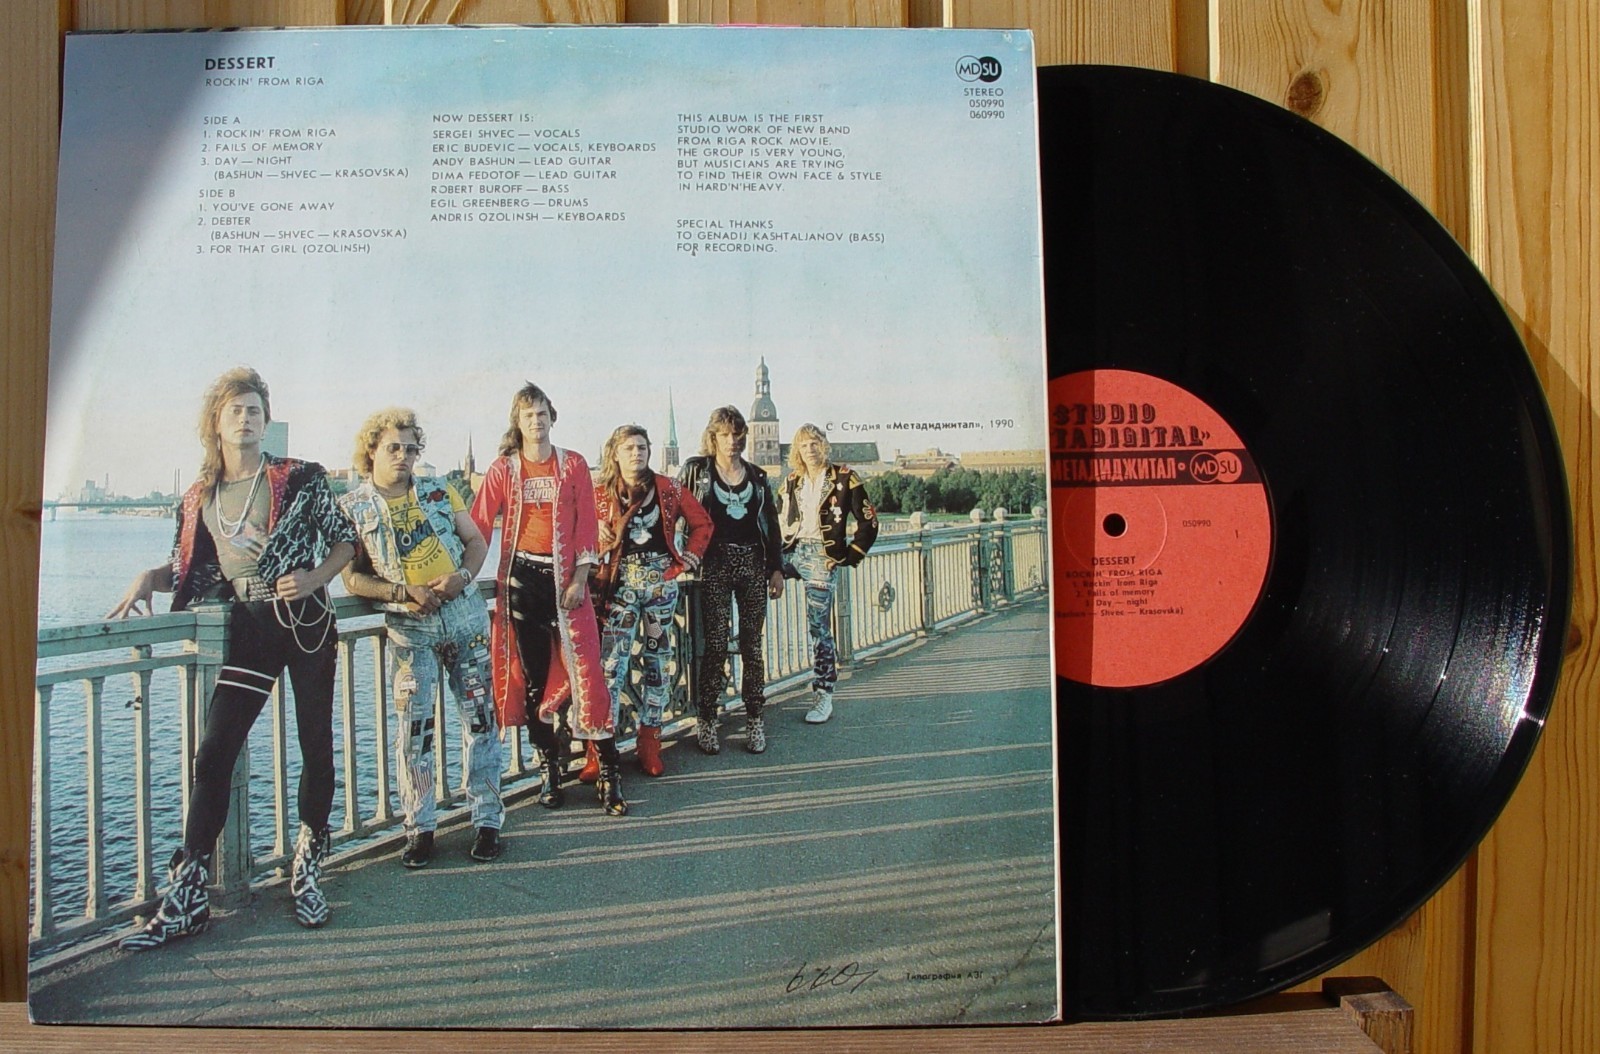 DESSERT
ROCKIN' FROM RIGA
SIDE A
1. ROCKIN' FROM RIGA
2. FAILS OF MEMORY
3. DAY — NIGHT
(BASHUN — SHVEC — KRASOVSKA)
SIDE B
1. YOU'VE GONE AWAY
2. DEBTER
(BASHUN — SHVEC — KRASOVSKA)
3. FOR THAT GIRL (OZOLINSH)
NOW DESSERT IS:
SERGEI SHVEC — VOCALS
ERIC BUDEVIC — VOCALS, KEYBOARDS
ANDY BASHUN — LEAD GUITAR
DIMA FEDOTOF — LEAD GUITAR
ROBERT BUROFF — BASS
EGIL GREENBERG — DRUMS
ANDRIS OZOLINSH — KEYBOARDS
THIS ALBUM IS THE FIRST
STUDIO WORK OF NEW BAND
FROM RIGA ROCK MOVIE.
THE GROUP IS VERY YOUNG,
BUT MUSICIANS ARE TRYING
TO FIND THEIR OWN FACE & STYLE
IN HARD'N'HEAVY.
SPECIAL THANKS
TO GENADIJ KASHTALJANOV (BASS)
FOR RECORDING.
MDSU
STEREO
050990
060990
С Студия «Метадиджитал», 1990
Типография АЗГ
STUDIO
TADIGITAL»
МЕТАДИДЖИТАЛ• MDSU
050990
1
DESSERT
ROCKIN' FROM RIGA
1. Rockin' from Riga
2. Fails of memory
3. Day — night
Shvec — Krasovska)